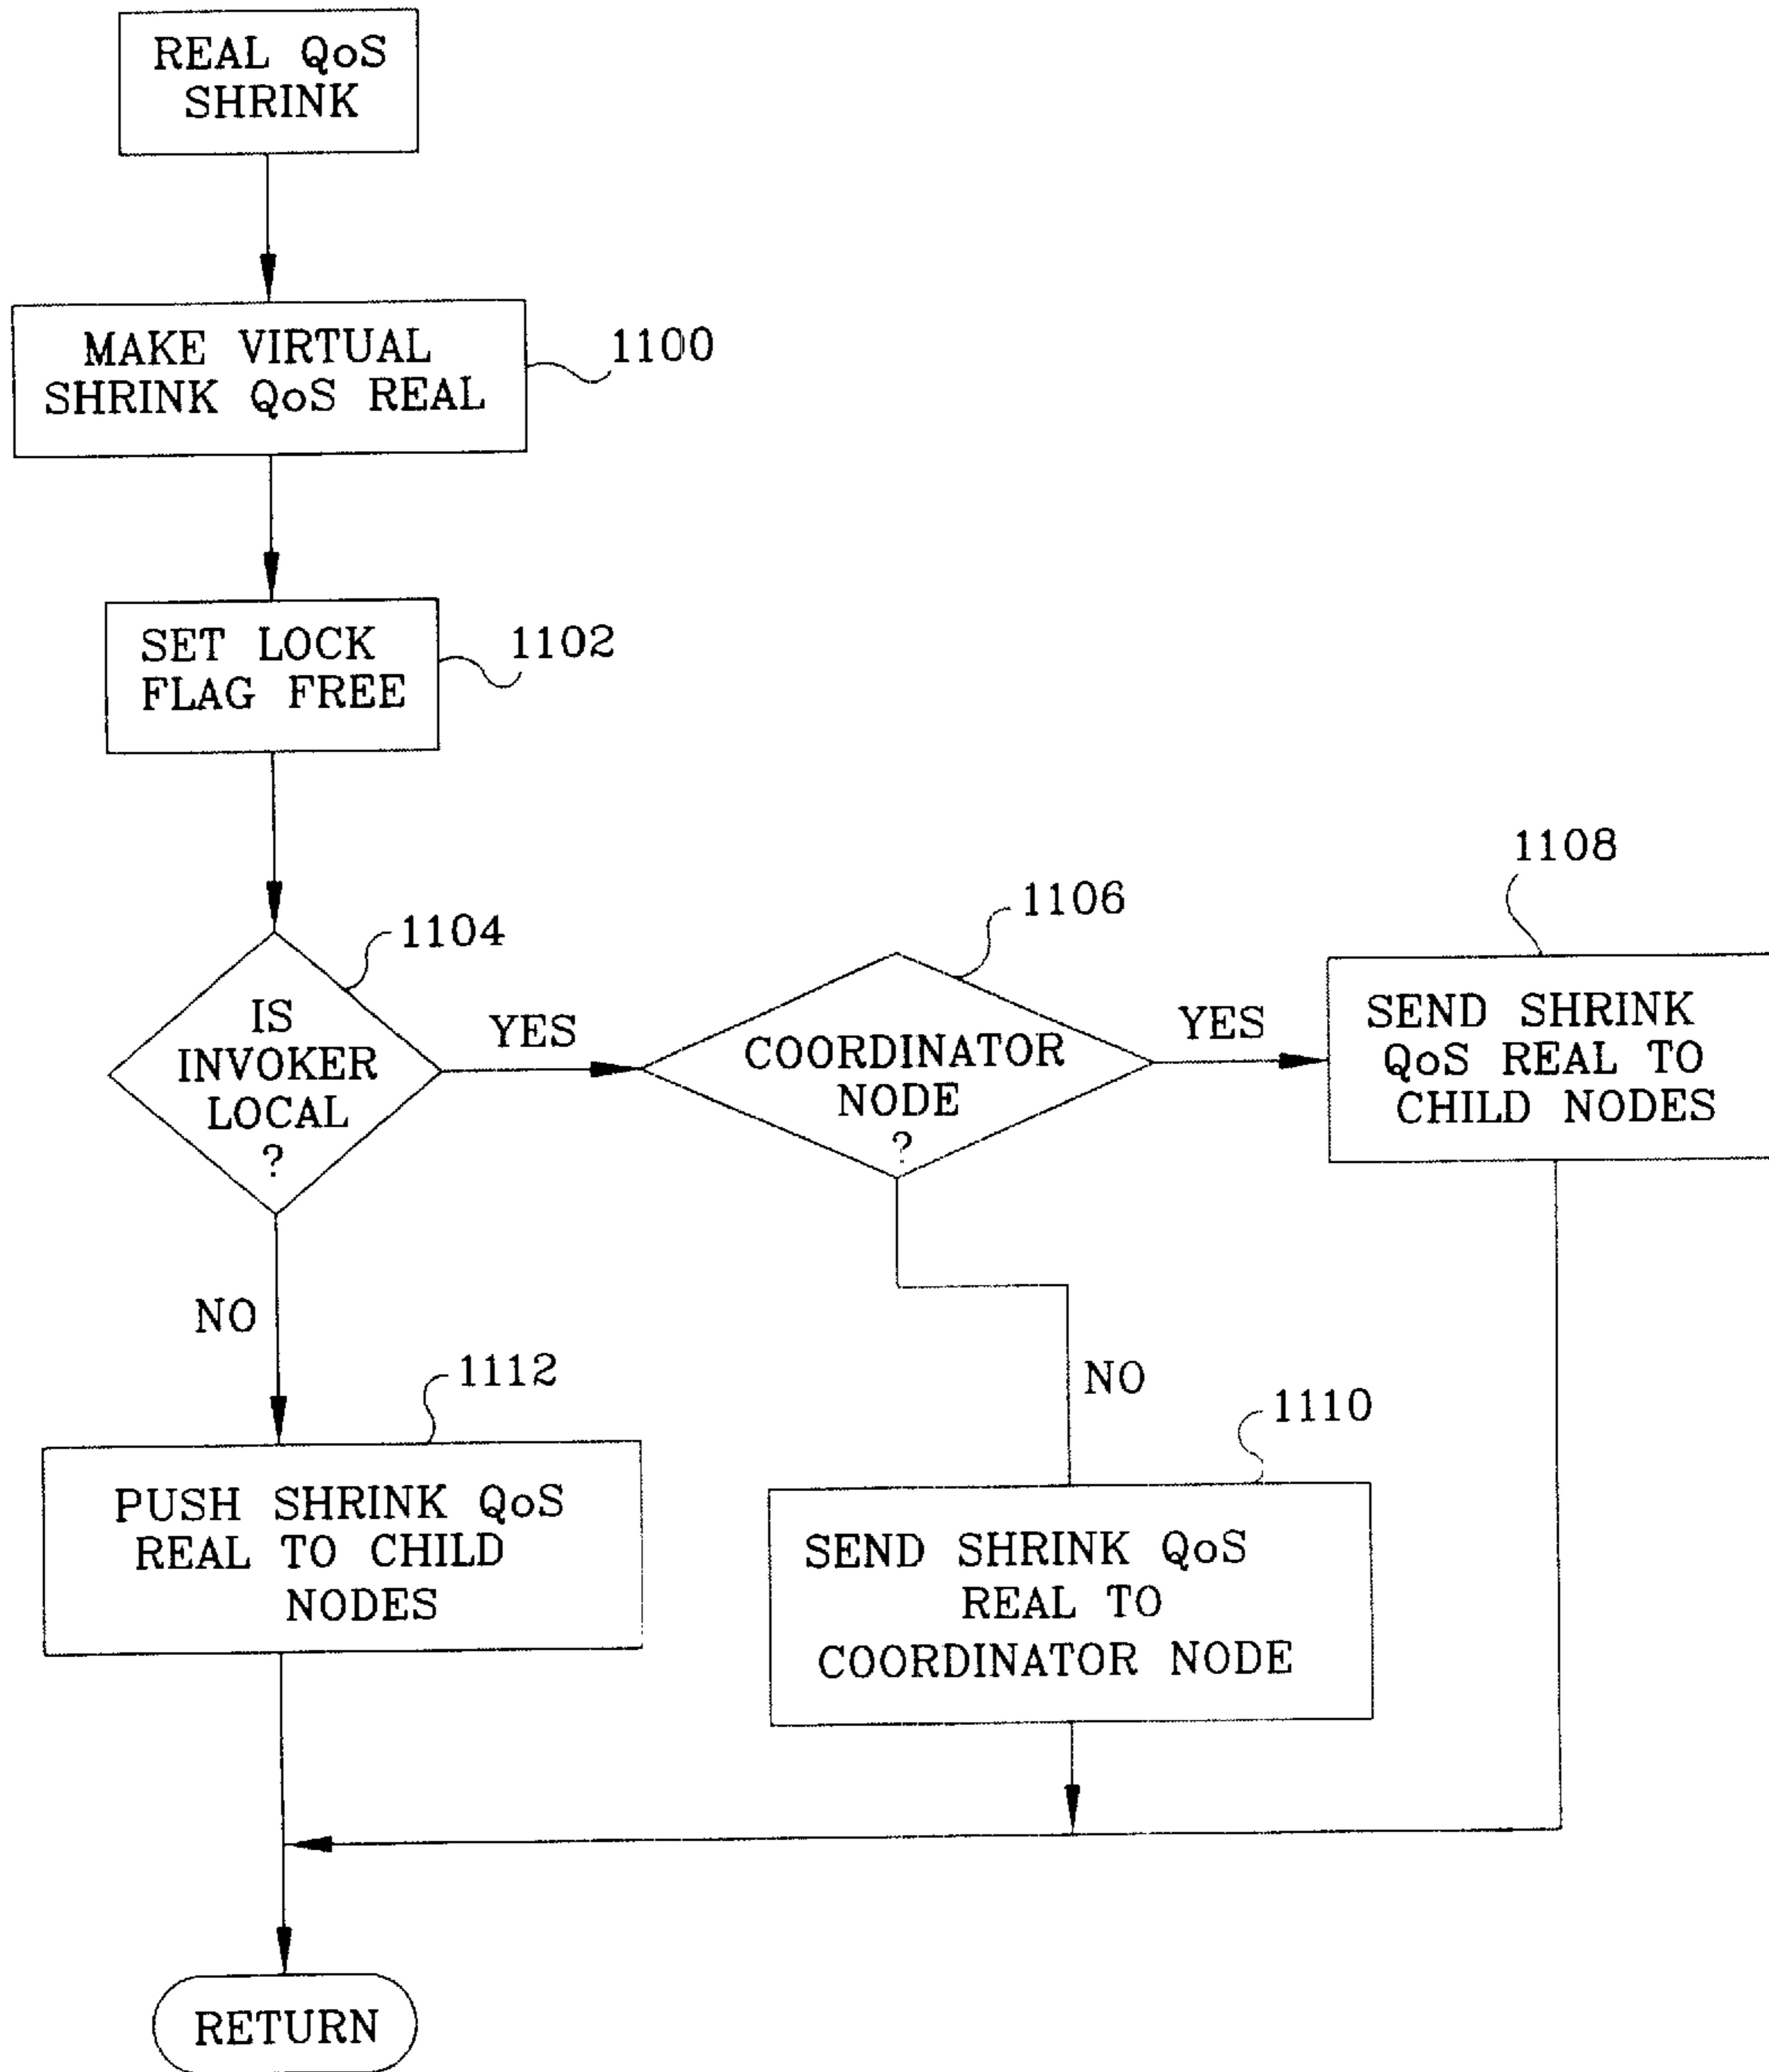 REAL QoS
SHRINK
MAKE VIRTUAL
SHRINK QoS REAL
1100
SET LOCK
FLAG FREE
1102
IS
INVOKER
LOCAL
?
1104
YES
COORDINATOR
NODE
?
1106
YES
SEND SHRINK
QoS REAL TO
CHILD NODES
1108
NO
PUSH SHRINK QoS
REAL TO CHILD
NODES
1112
NO
SEND SHRINK QoS
REAL TO
COORDINATOR NODE
1110
RETURN